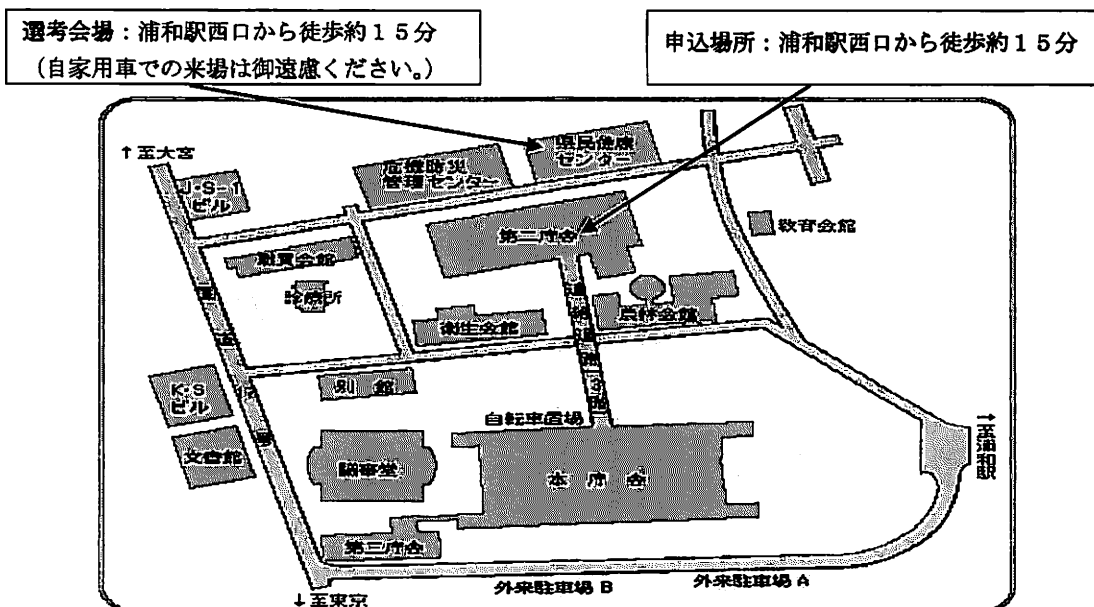 選考会場：浦和駅西口から徒歩約１５分
（自家用車での来場は御遠慮ください。）
申込場所：浦和駅西口から徒歩約１５分
↑至大宮
県民健康
センター
危機防災
管理センター
J・S-1
ビル
第二庁舎
教育会館
職員会館
診療所
衛生会館
農林会館
連絡通路3階
K・S
ビル
別館
自転車置場
→至浦和駅
文書館
議事堂
本庁舎
第三庁舎
外来駐車場 B
外来駐車場 A
↓至東京